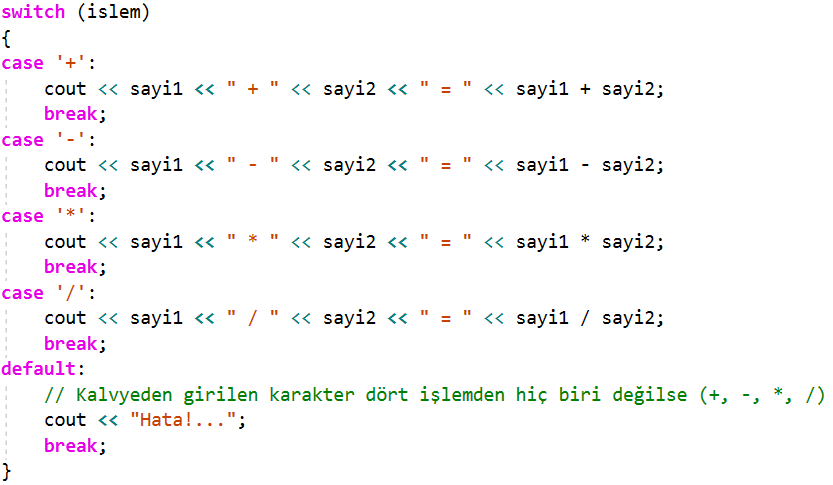 switch (islem)
{
case '+':
    cout << sayi1 << " + " << sayi2 << " = " << sayi1 + sayi2;
    break;
case '-':
    cout << sayi1 << " - " << sayi2 << " = " << sayi1 - sayi2;
    break;
case '*':
    cout << sayi1 << " * " << sayi2 << " = " << sayi1 * sayi2;
    break;
case '/':
    cout << sayi1 << " / " << sayi2 << " = " << sayi1 / sayi2;
    break;
default:
    // Kalvyeden girilen karakter dört işlemden hiç biri değilse (+, -, *, /)
    cout << "Hata!...";
    break;
}